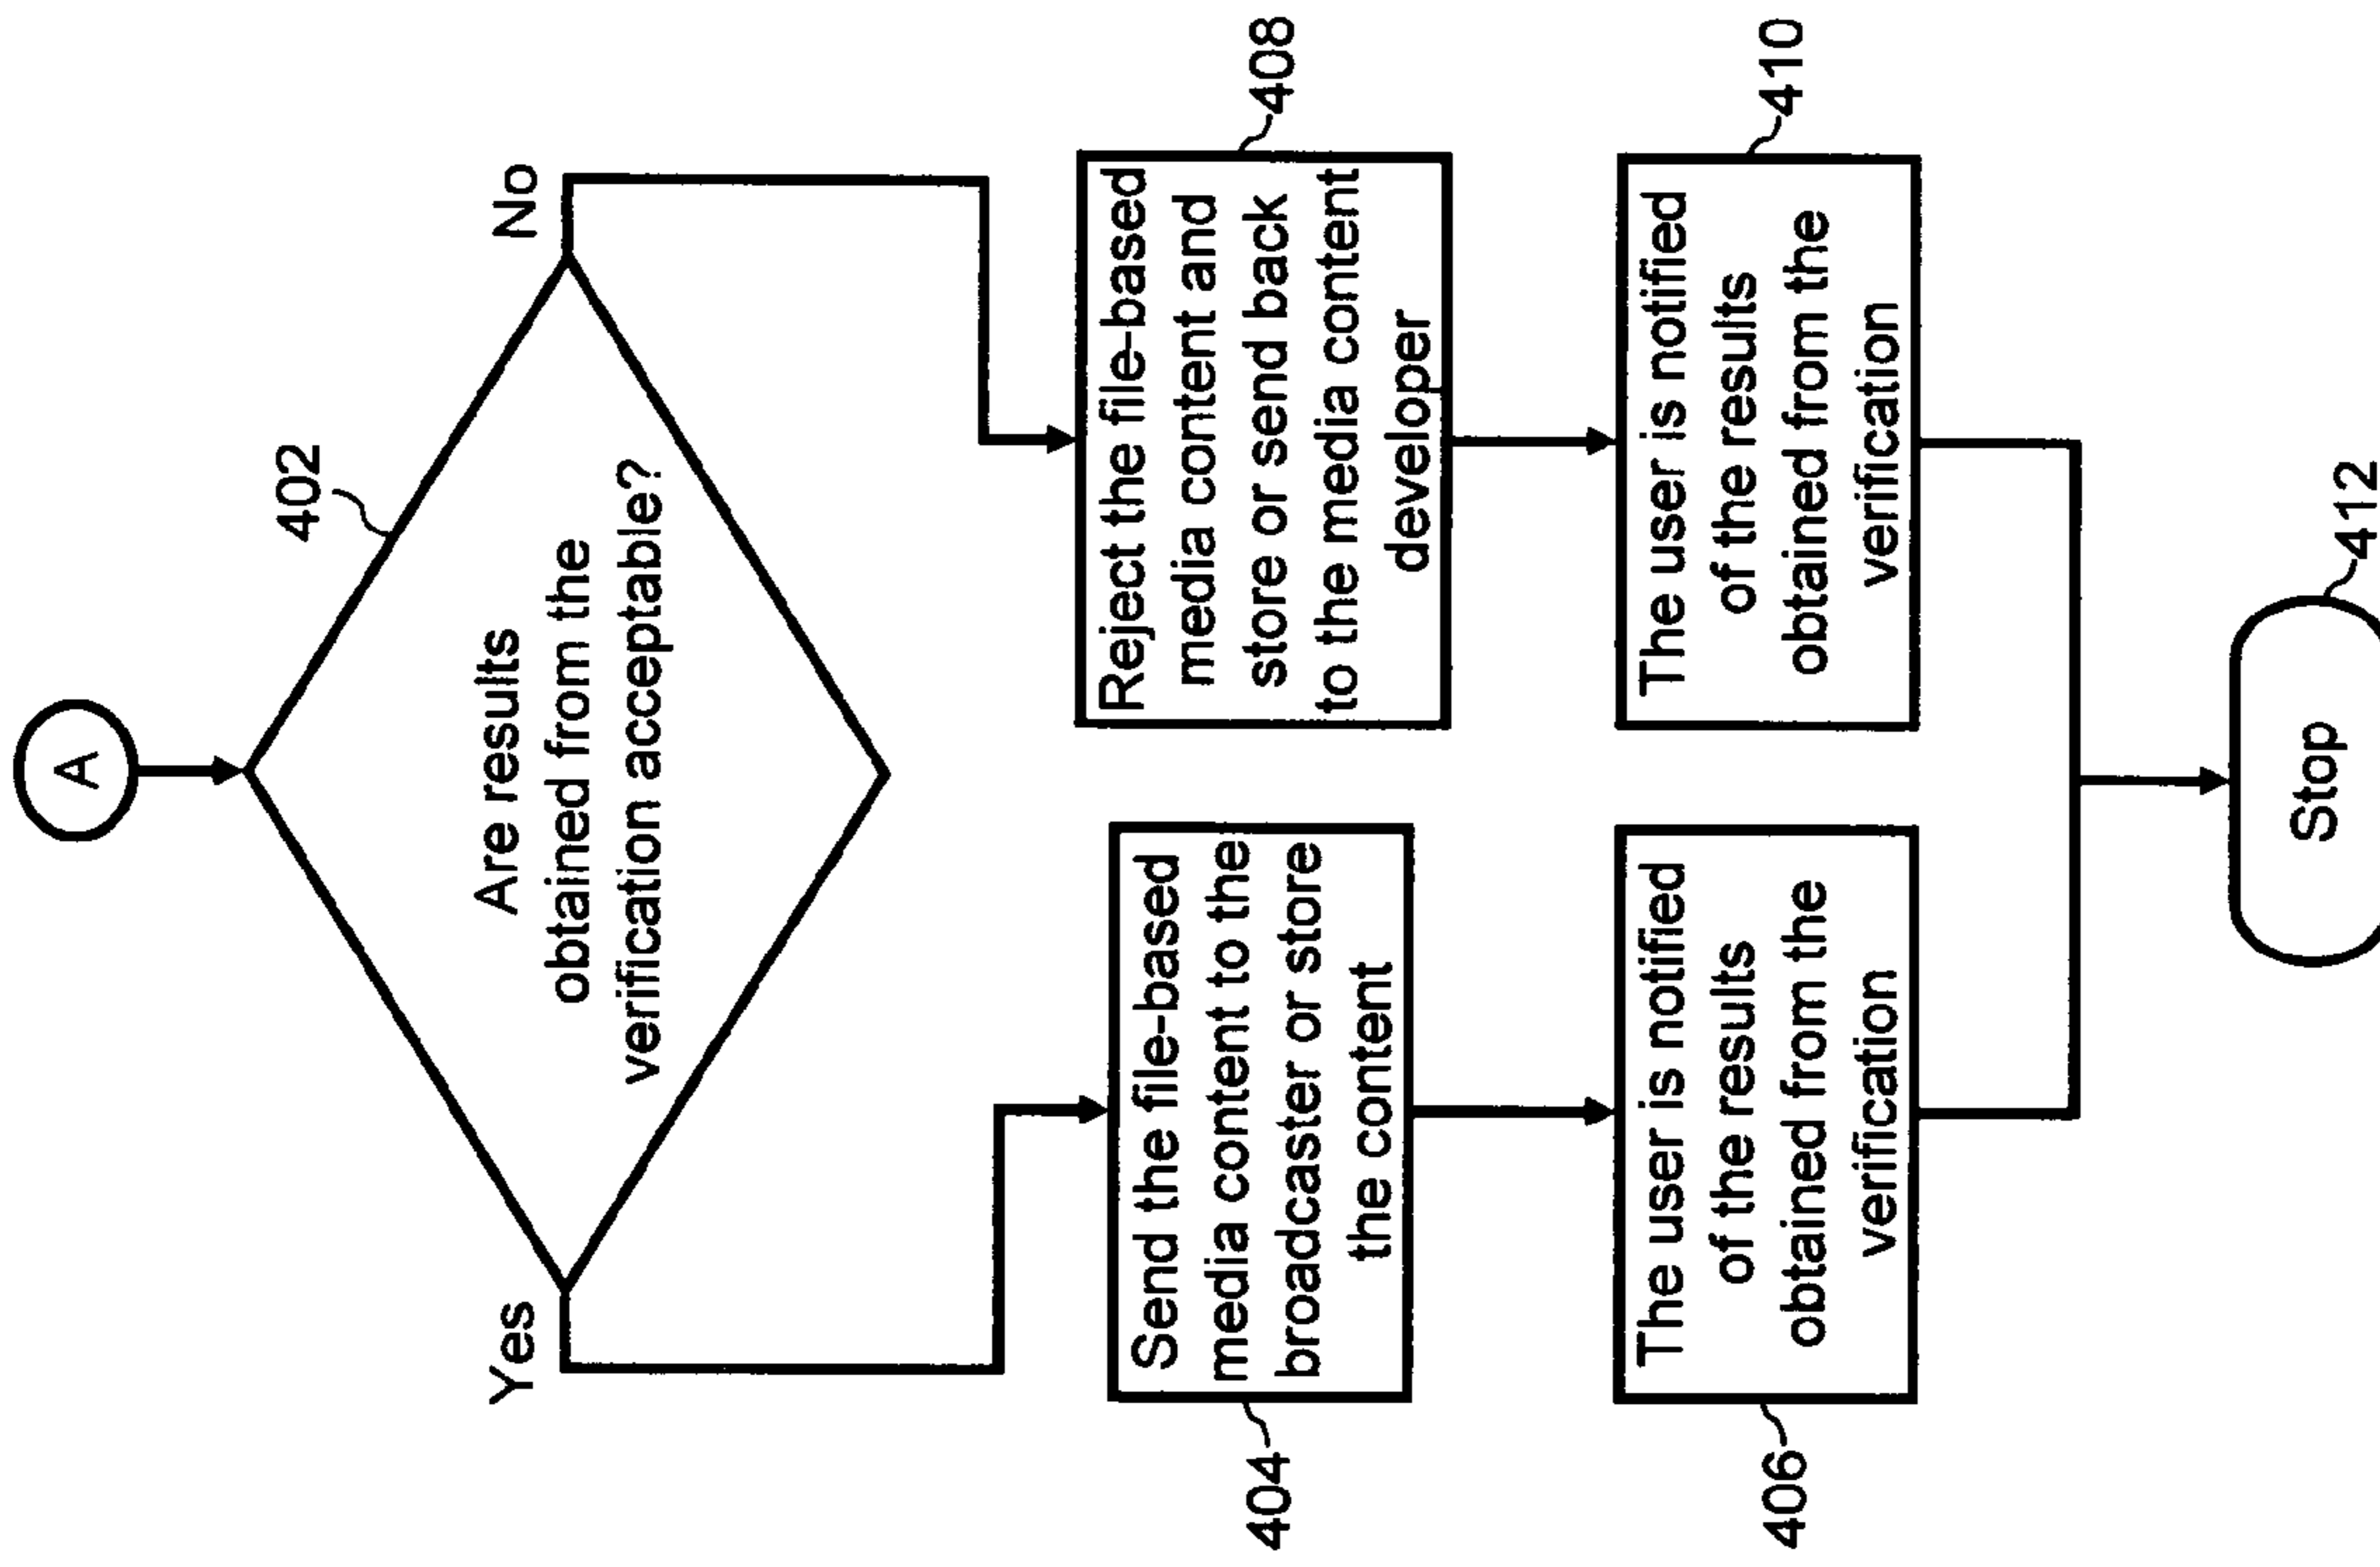 A
402
Are results
obtained from the
verification acceptable?
Yes
No
404
Send the file-based
media content to the
broadcaster or store
the content
408
Reject the file-based
media content and
store or send back
to the media content
developer
406
The user is notified
of the results
obtained from the
verification
410
The user is notified
of the results
obtained from the
verification
Stop
412